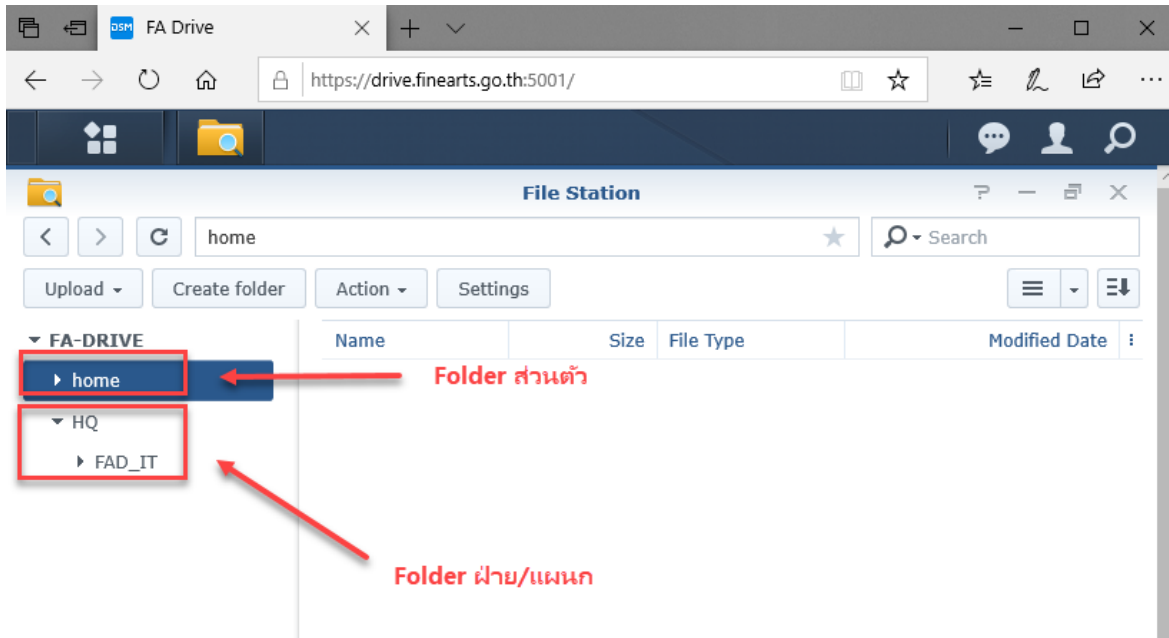 DSM FA Drive
https://drive.finearts.go.th:5001/
File Station
home
Search
Upload Create folder Action Settings
FA-DRIVE
Name Size File Type Modified Date
home
Folder ส่วนตัว
HQ
FAD_IT
Folder ฝ่าย/แผนก